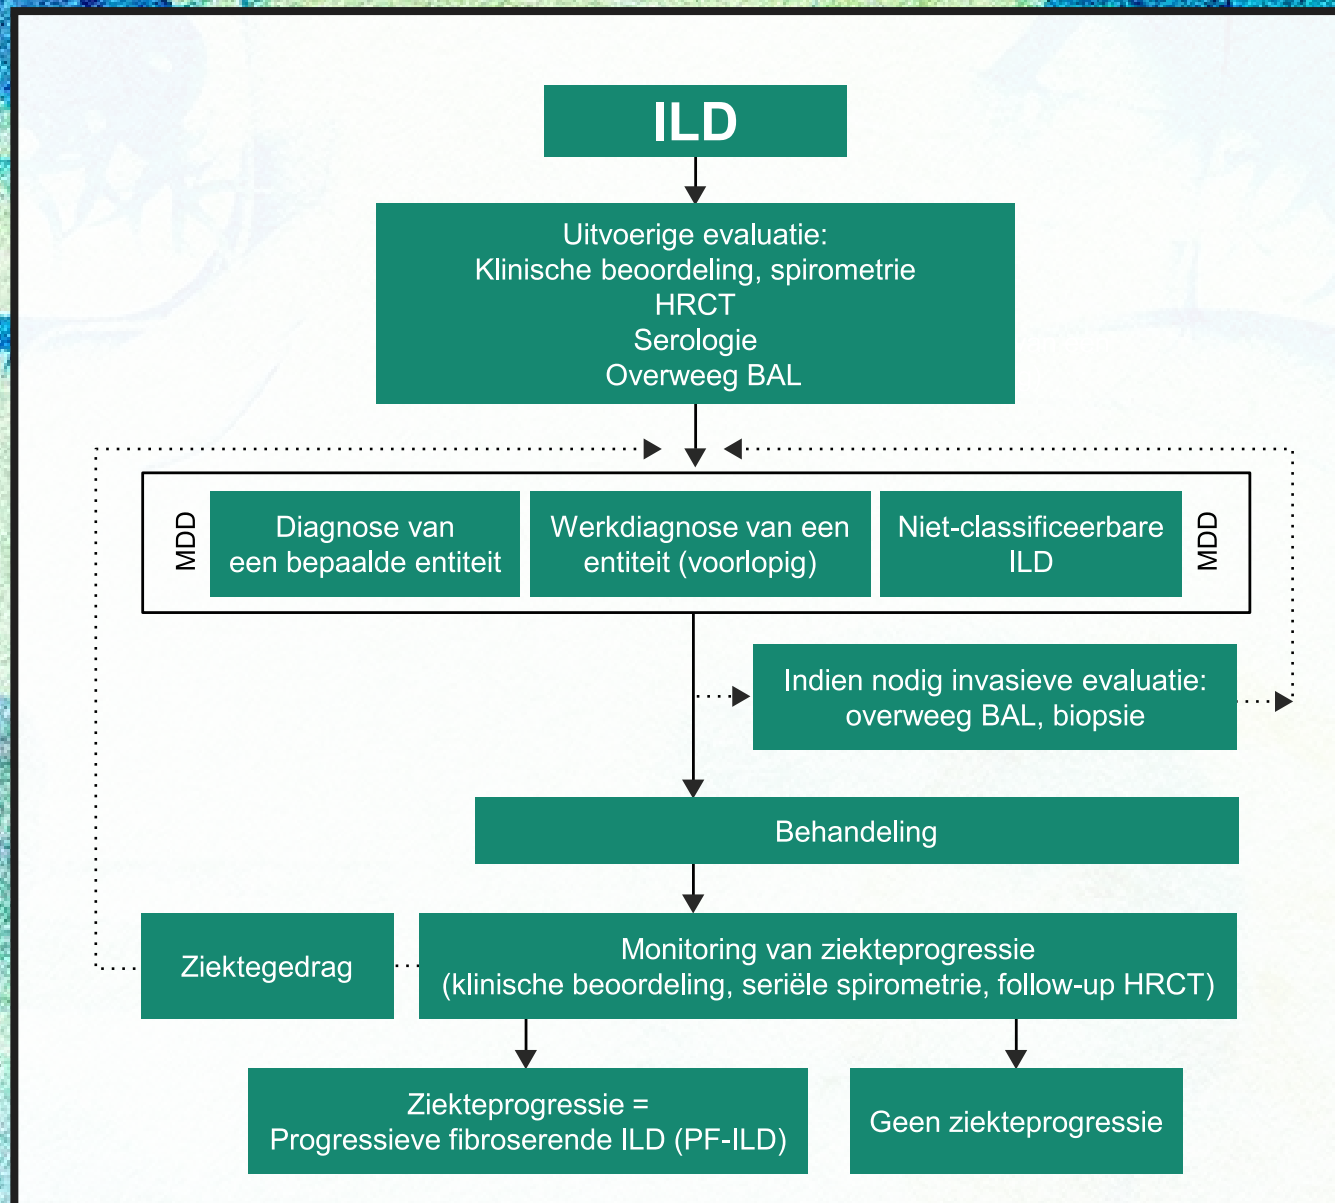 ILD
Uitvoerige evaluatie:
Klinische beoordeling, spirometrie
HRCT
Serologie
Overweeg BAL
MDD
Diagnose van
een bepaalde entiteit
Werkdiagnose van een
entiteit (voorlopig)
Niet-classificeerbare
ILD
MDD
Indien nodig invasieve evaluatie:
overweeg BAL, biopsie
Behandeling
Ziektegedrag
Monitoring van ziekteprogressie
(klinische beoordeling, seriële spirometrie, follow-up HRCT)
Ziekteprogressie =
Progressieve fibroserende ILD (PF-ILD)
Geen ziekteprogressie